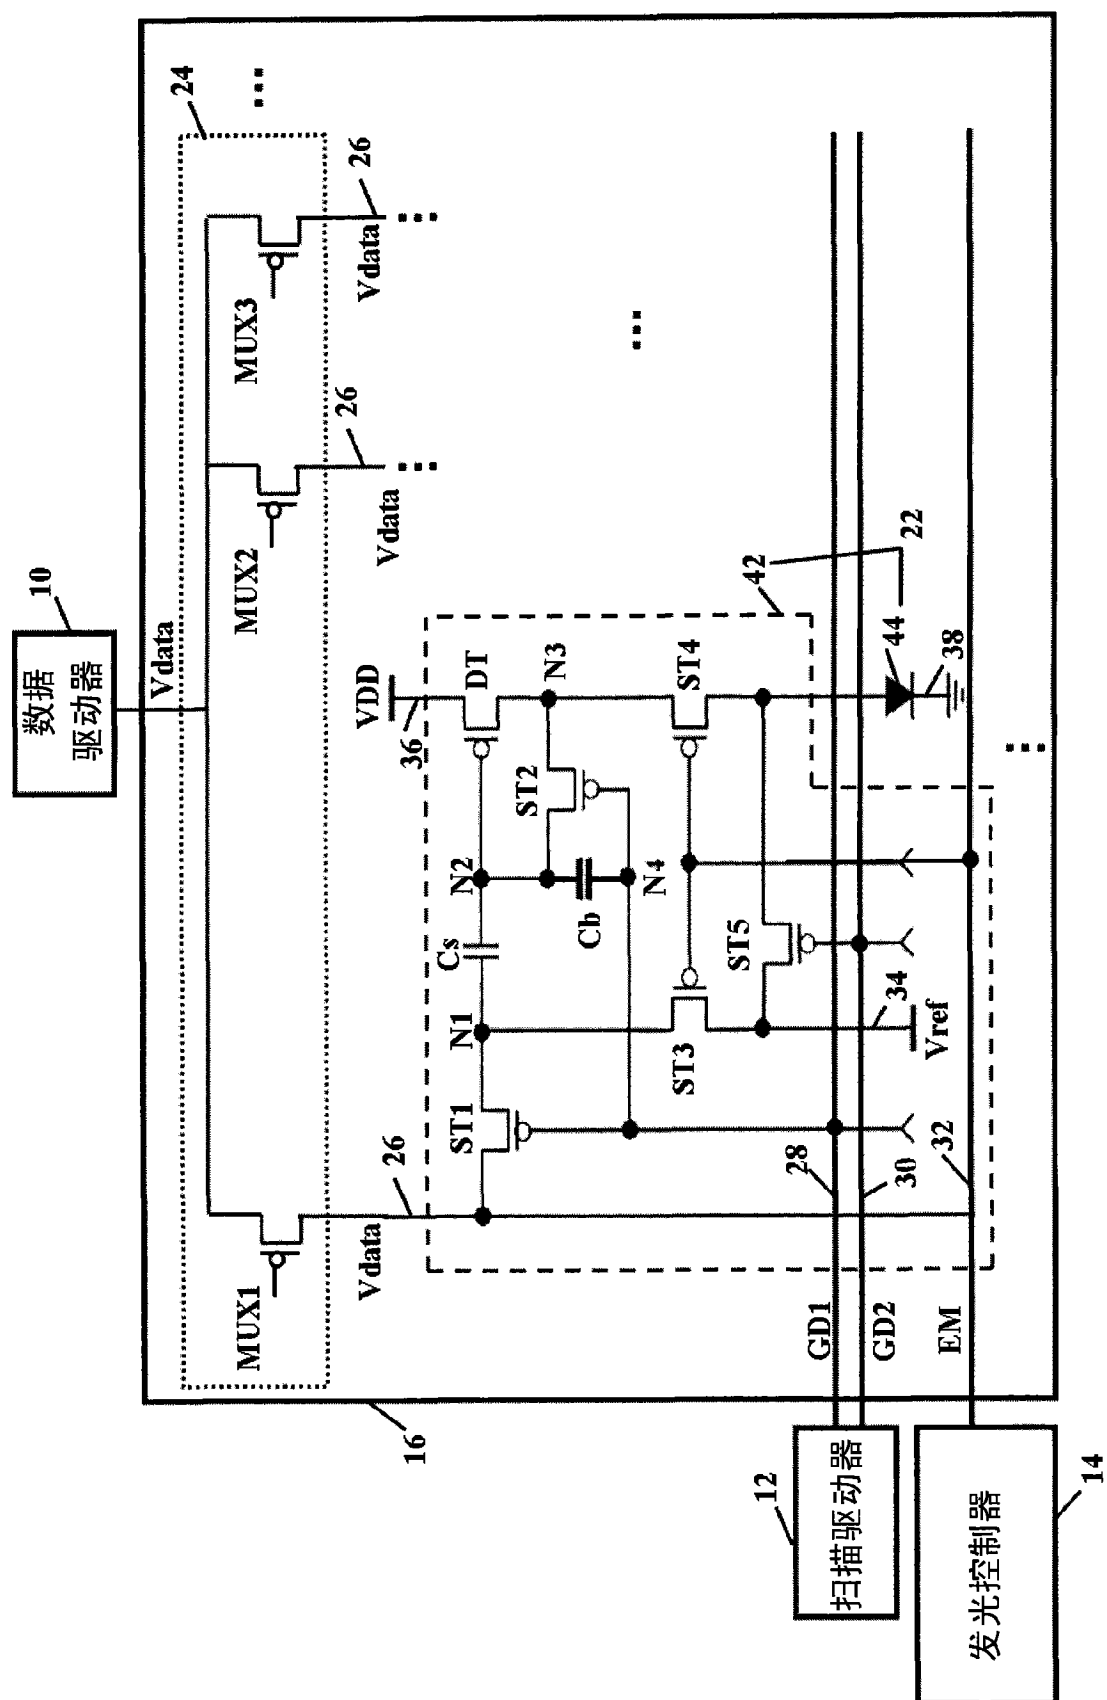 数据
驱动器
10
Vdata
24
MUX1
MUX2
MUX3
Vdata
26
Vdata
26
Vdata
26
VDD
36
DT
N1
Cs
N2
N3
ST1
ST2
Cb
N4
ST3
ST4
ST5
42
22
44
38
34
Vref
28
30
32
GD1
GD2
EM
16
12
扫描驱动器
14
发光控制器